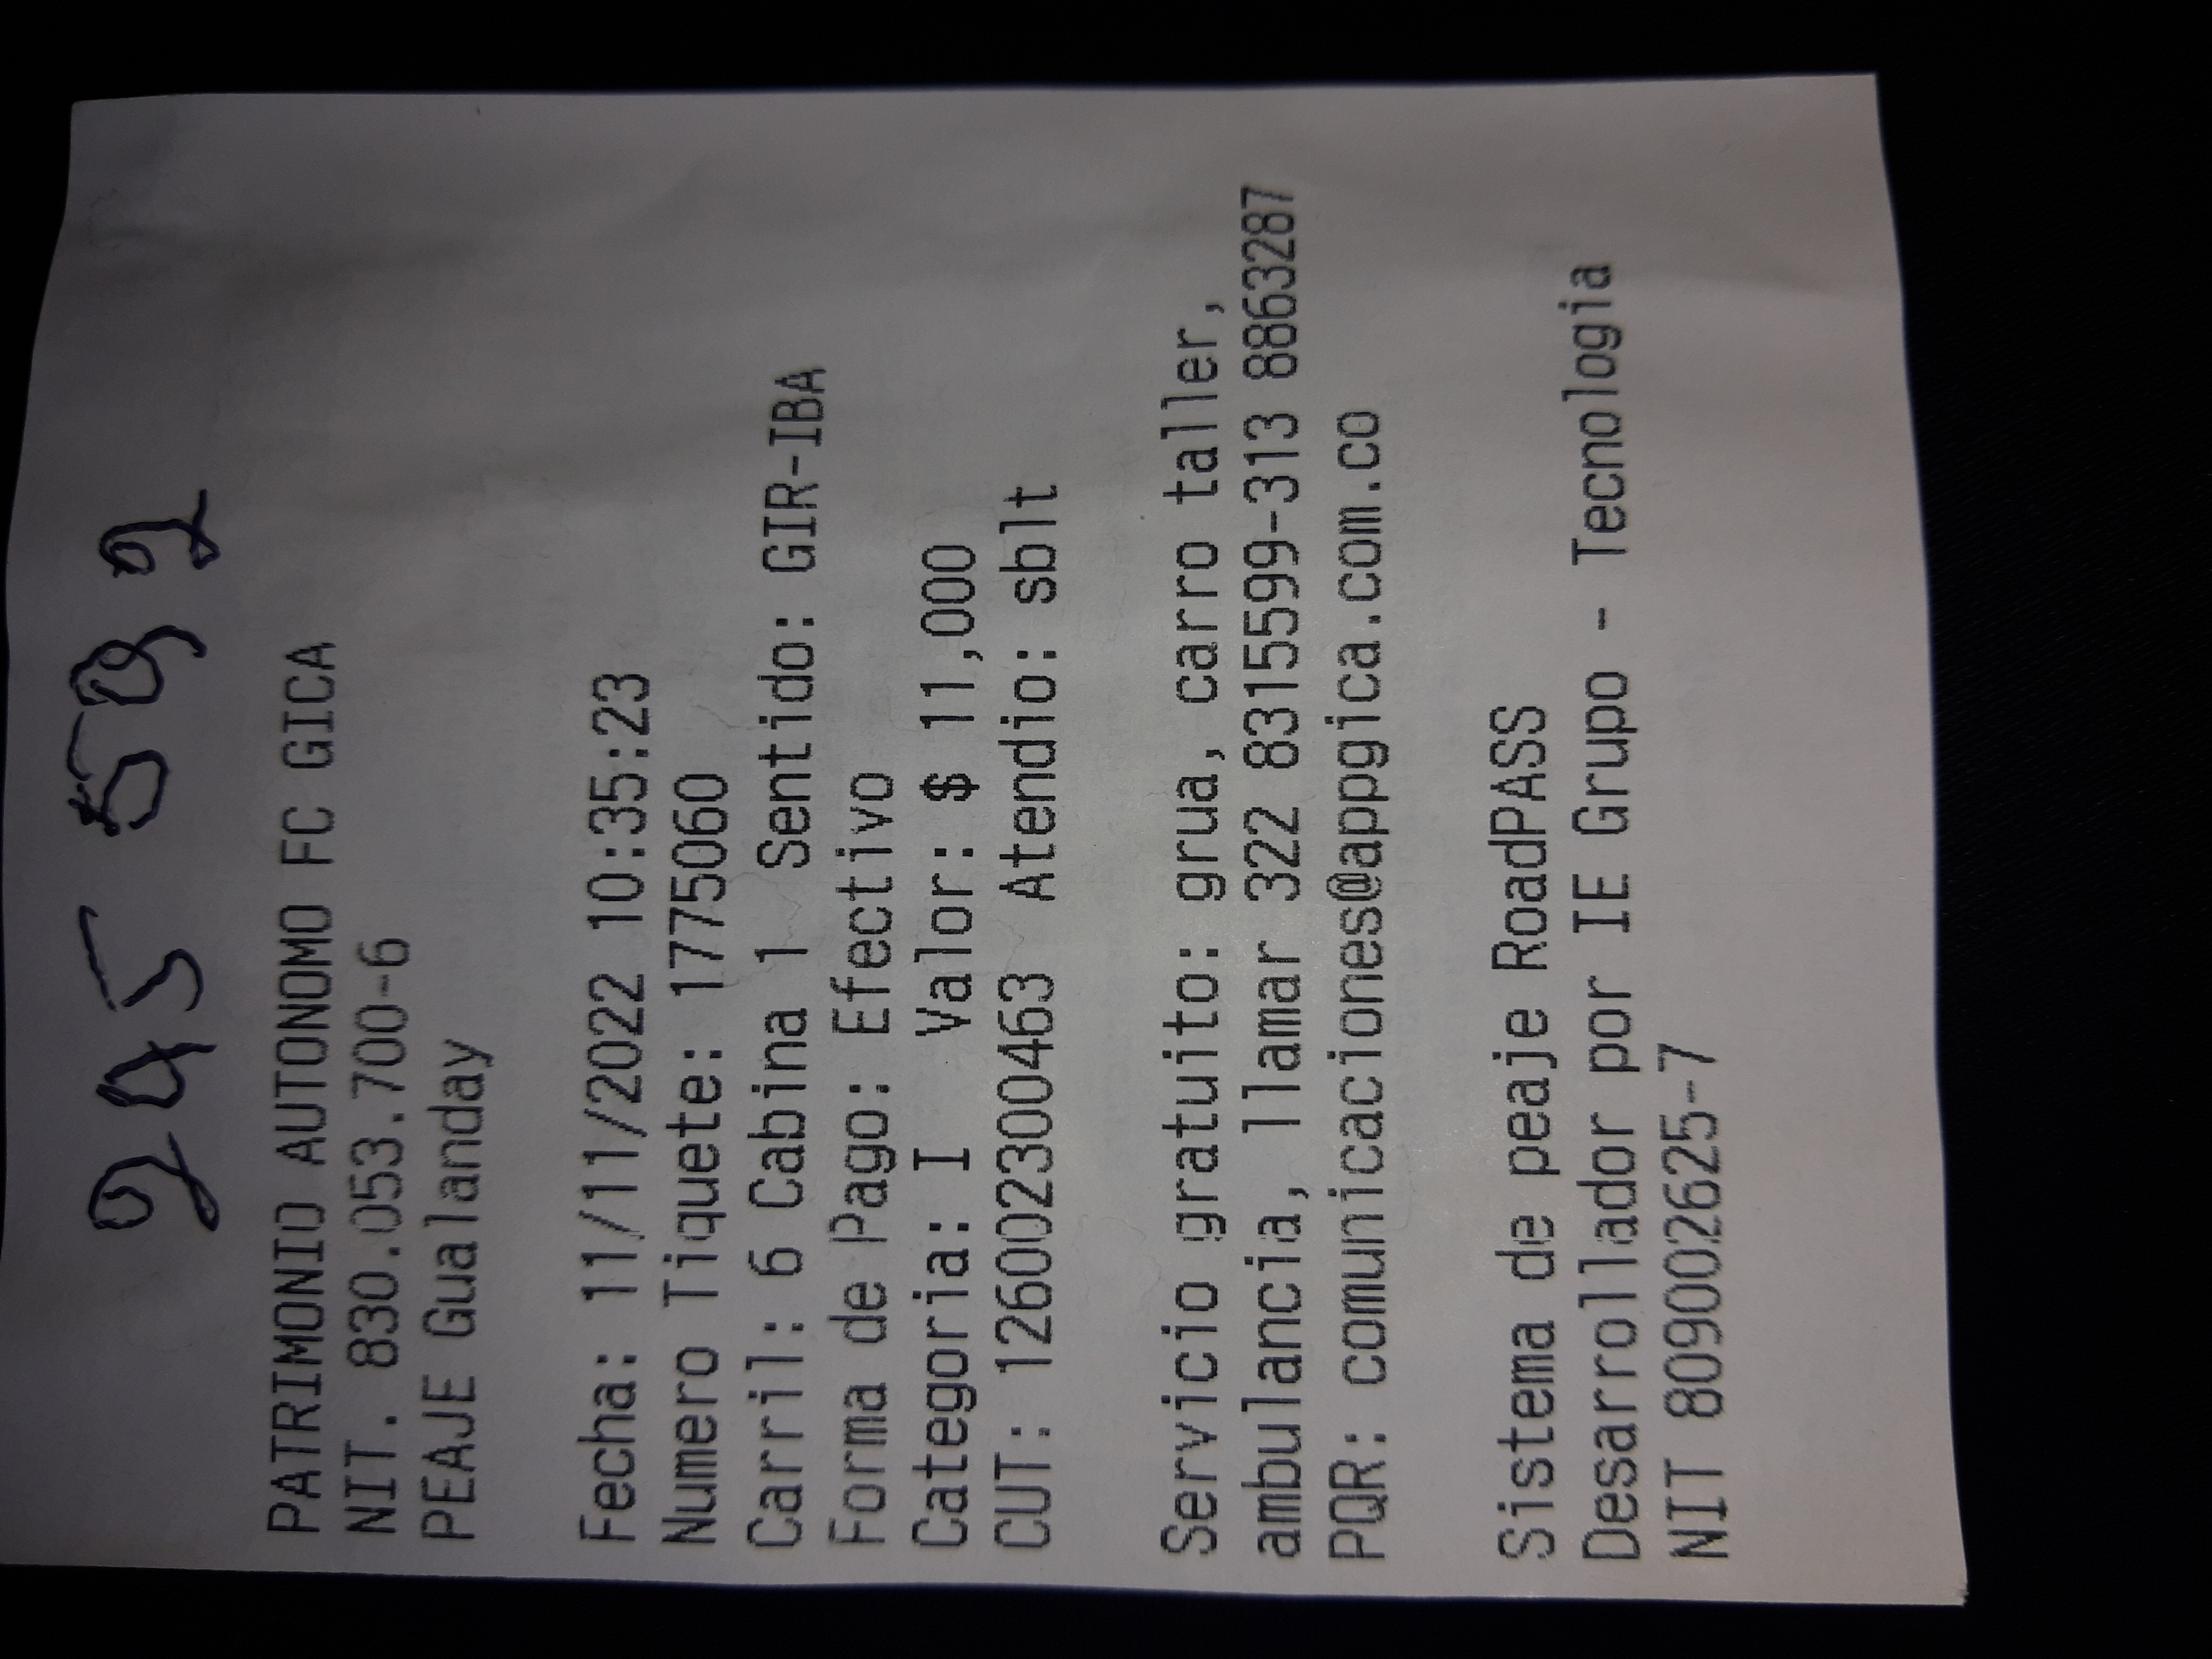 245 592
PATRIMONIO AUTONOMO FC GICA
NIT. 830.053.700-6
PEAJE Gualanday
Fecha: 11/11/2022 10:35:23
Numero Tiquete: 1775060
Carril: 6 Cabina 1 Sentido: GIR-IBA
Forma de Pago: Efectivo
Categoria: I Valor: $ 11,000
CUT: 126002300463 Atendio: sblt
Servicio gratuito: grua, carro taller,
ambulancia, llamar 322 8315599-313 8863287
PQR: comunicaciones@appgica.com.co
Sistema de peaje RoadPASS
Desarrollador por IE Grupo - Tecnologia
NIT 809002625-7